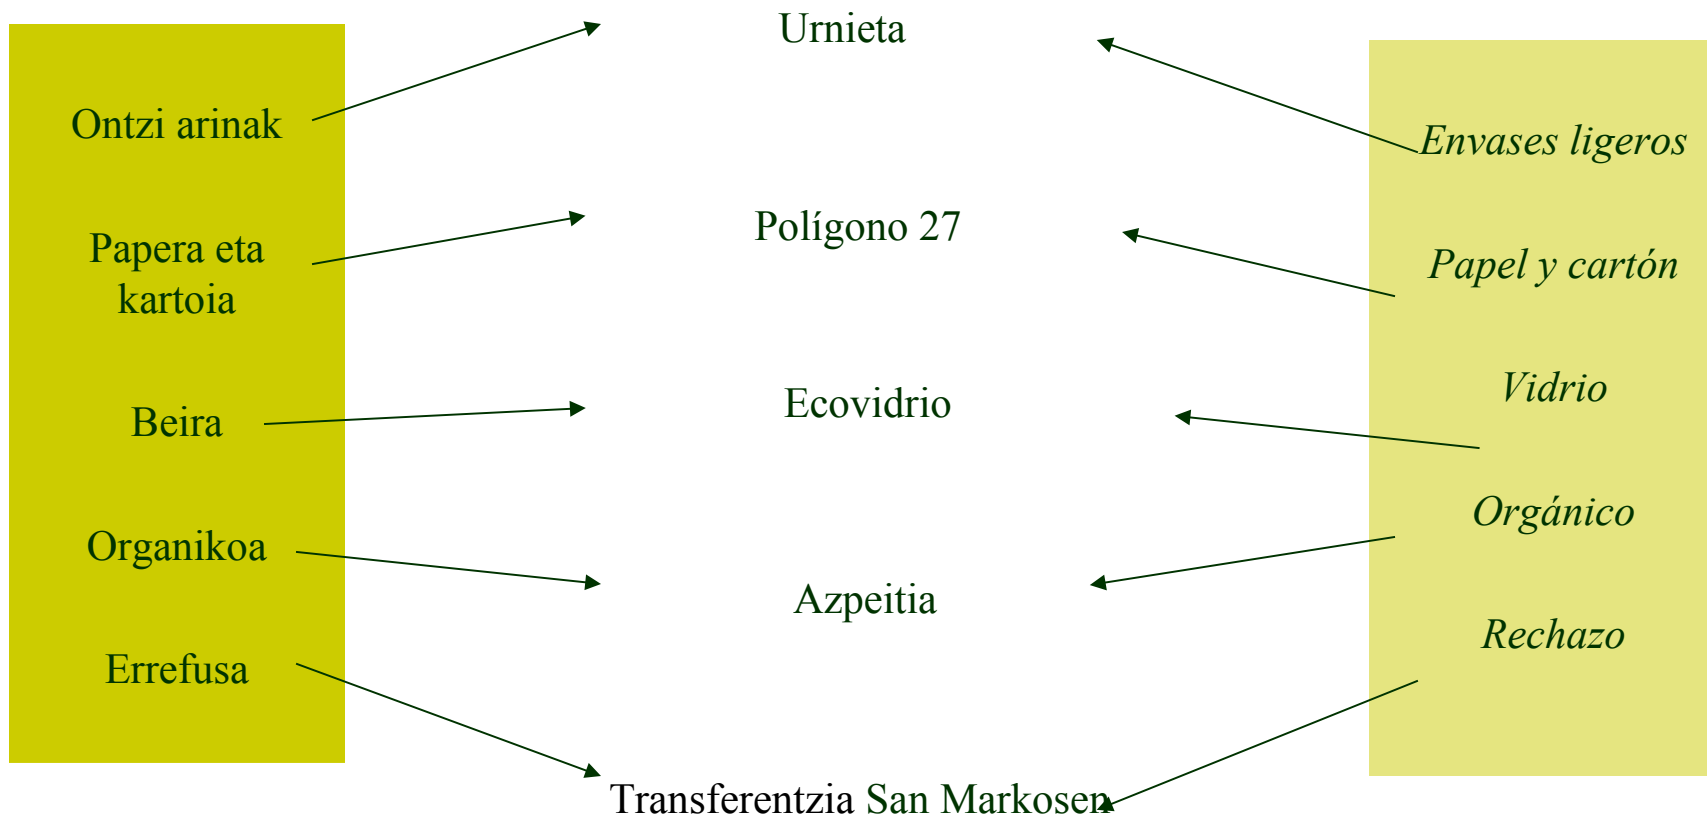 Urnieta
Ontzi arinak
Envases ligeros
Polígono 27
Papera eta
kartoia
Papel y cartón
Ecovidrio
Vidrio
Beira
Orgánico
Organikoa
Azpeitia
Rechazo
Errefusa
Transferentzia San Markosen